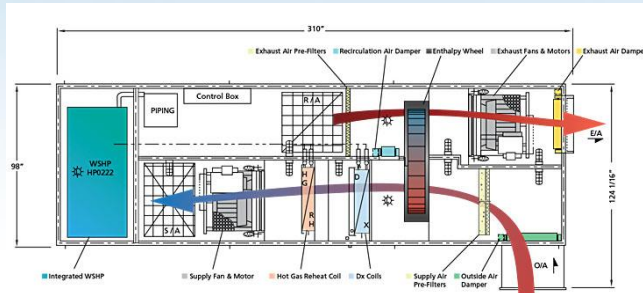 310"
Exhaust Air Pre-Filters
Recirculation Air Damper
Enthalpy Wheel
Exhaust Fans & Motors
Exhaust Air Damper
Control Box
R/A
PIPING
E/A
98"
WSHP
HP0222
H G
R H
D X
S/A
124 1/16"
O/A
Integrated WSHP
Supply Fan & Motor
Hot Gas Reheat Coil
Dx Coils
Supply Air
Pre-Filters
Outside Air
Damper